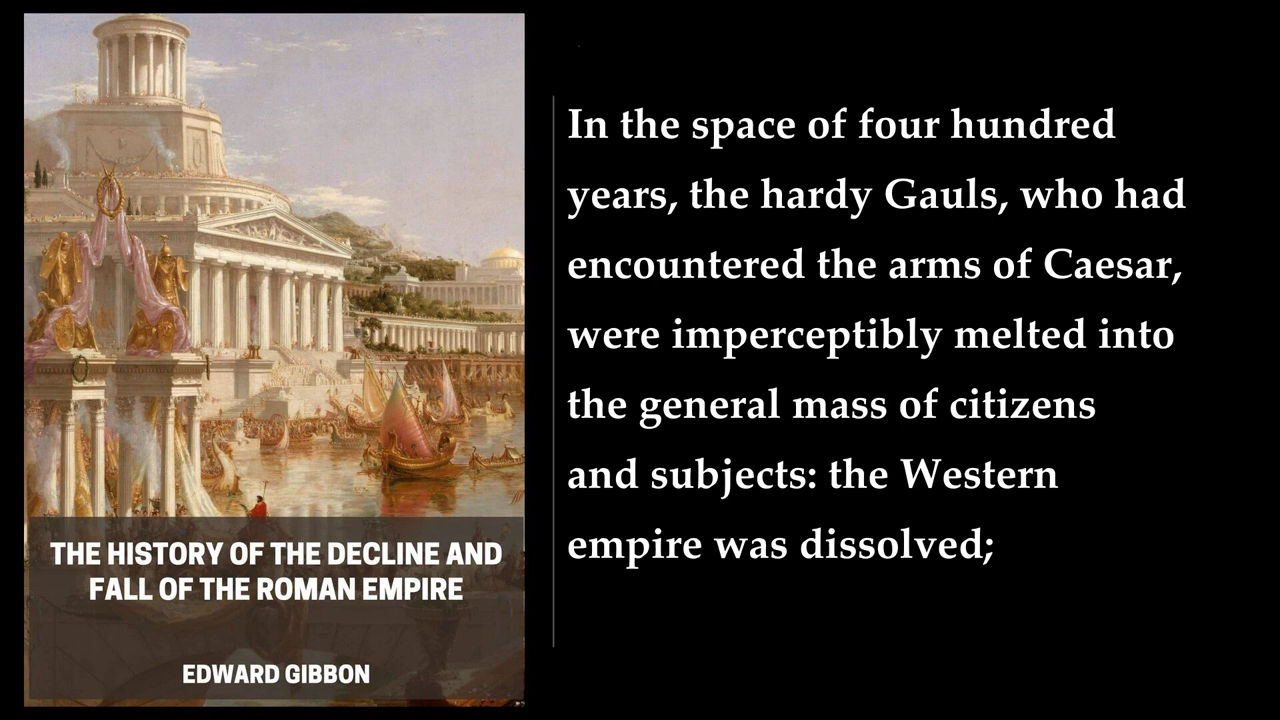 THE HISTORY OF THE DECLINE AND
FALL OF THE ROMAN EMPIRE
EDWARD GIBBON
In the space of four hundred
years, the hardy Gauls, who had
encountered the arms of Caesar,
were imperceptibly melted into
the general mass of citizens
and subjects: the Western
empire was dissolved;